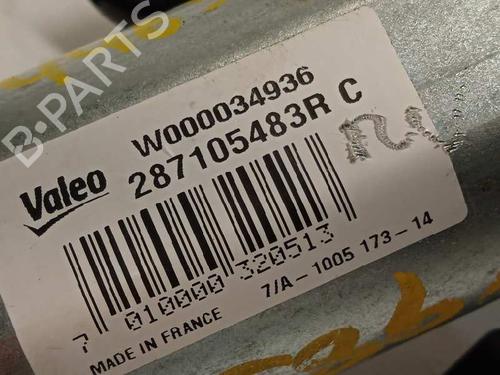 B-PARTS
W000034936
Valeo 287105483R C
7 010000 320513
7/A-1005 173-14
MADE IN FRANCE